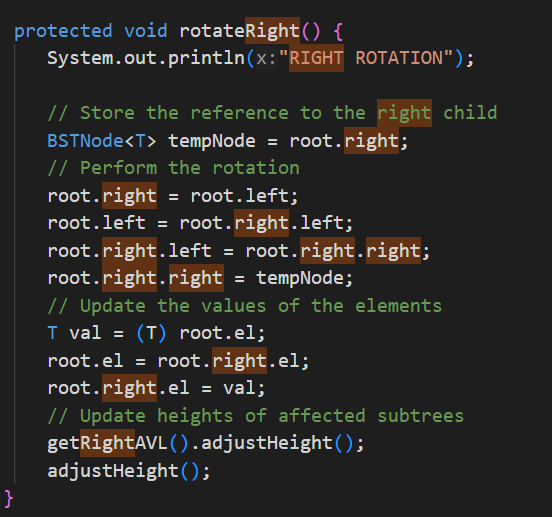 protected void rotateRight() {
System.out.println(x:"RIGHT ROTATION");
// Store the reference to the right child
BSTNode<T> tempNode = root.right;
// Perform the rotation
root.right = root.left;
root.left = root.right.left;
root.right.left = root.right.right;
root.right.right = tempNode;
// Update the values of the elements
T val = (T) root.el;
root.el = root.right.el;
root.right.el = val;
// Update heights of affected subtrees
getRightAVL().adjustHeight();
adjustHeight();
}